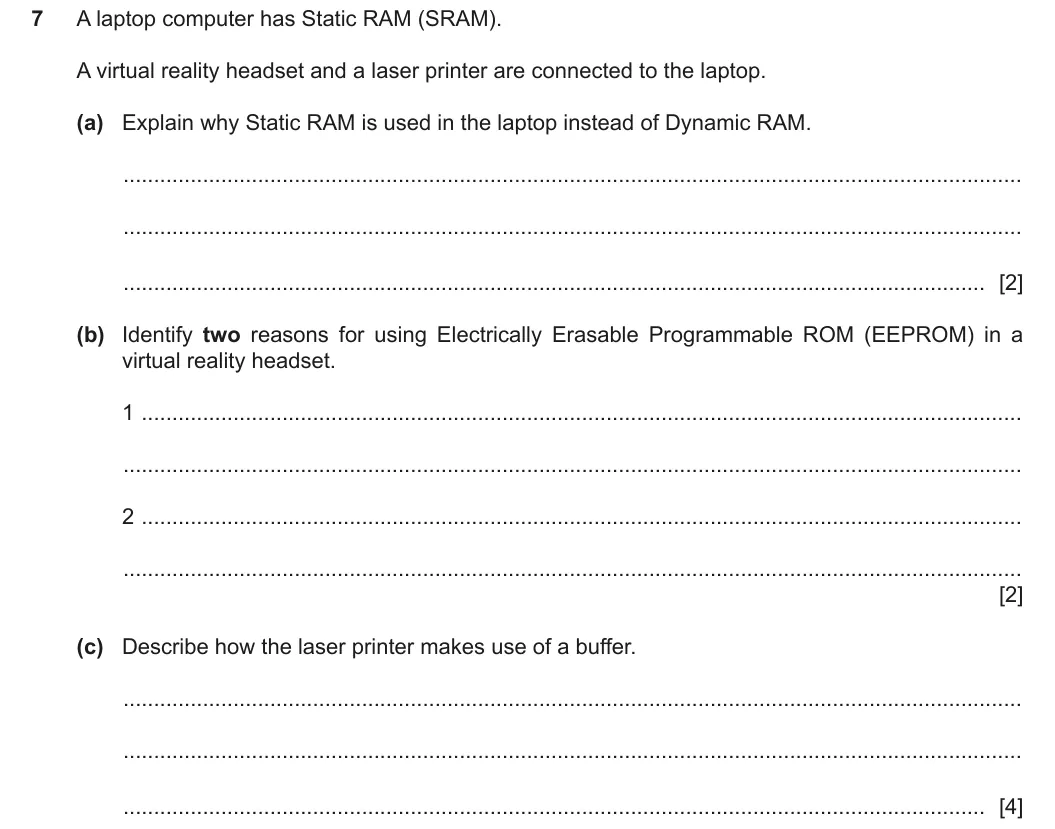 7 A laptop computer has Static RAM (SRAM).
A virtual reality headset and a laser printer are connected to the laptop.
(a) Explain why Static RAM is used in the laptop instead of Dynamic RAM.
[2]
(b) Identify two reasons for using Electrically Erasable Programmable ROM (EEPROM) in a
virtual reality headset.
1
2
[2]
(c) Describe how the laser printer makes use of a buffer.
[4]